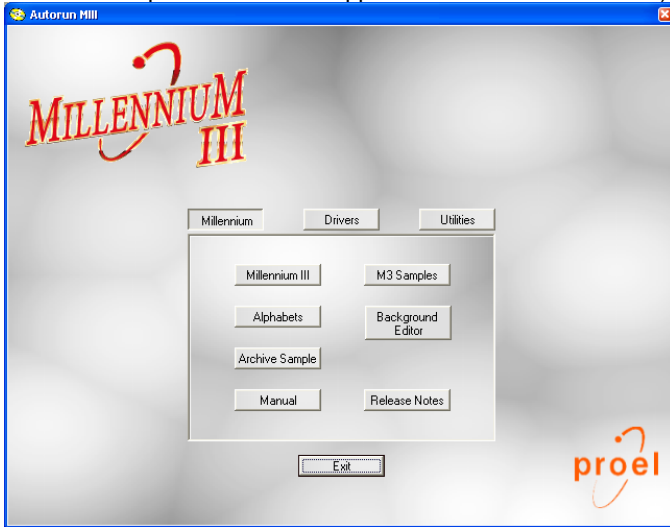 Autorun MIII
MILLENNIUM
III
Millennium
Drivers
Utilities
Millennium III
M3 Samples
Alphabets
Background
Editor
Archive Sample
Manual
Release Notes
Exit
proel